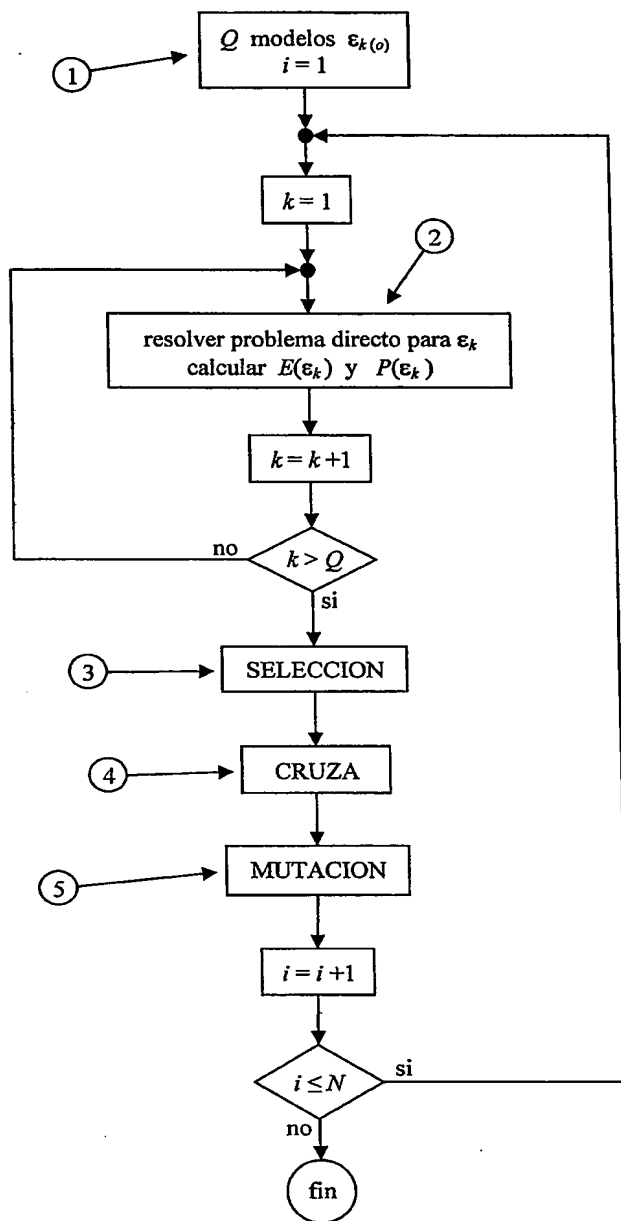 Q modelos εk(o)
i = 1
1
k = 1
2
resolver problema directo para εk
calcular E(εk) y P(εk)
k = k+1
no
k > Q
si
3
SELECCION
4
CRUZA
5
MUTACION
i = i+1
i ≤ N
si
no
fin